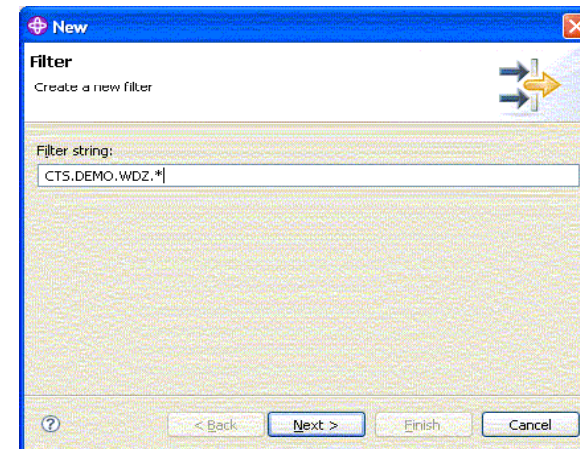 New
Filter
Create a new filter
Filter string:
CTS.DEMO.WDZ.*
? < Back Next > Finish Cancel